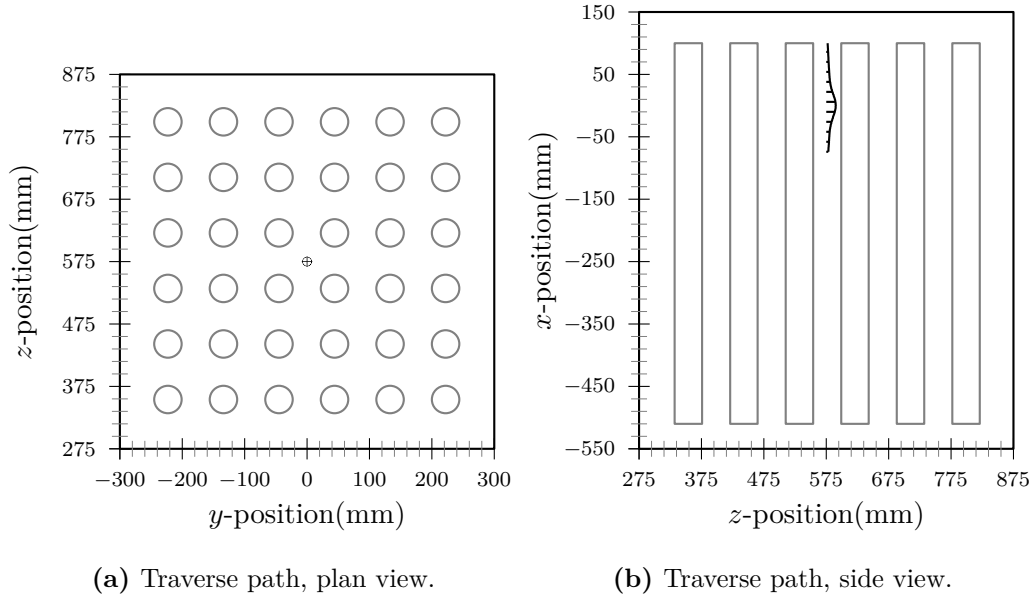 875
775
675
575
475
375
275
−300 −200 −100 0 100 200 300
z-position(mm)
y-position(mm)
(a) Traverse path, plan view.
150
50
−50
−150
−250
−350
−450
−550
275 375 475 575 675 775 875
x-position(mm)
z-position(mm)
(b) Traverse path, side view.